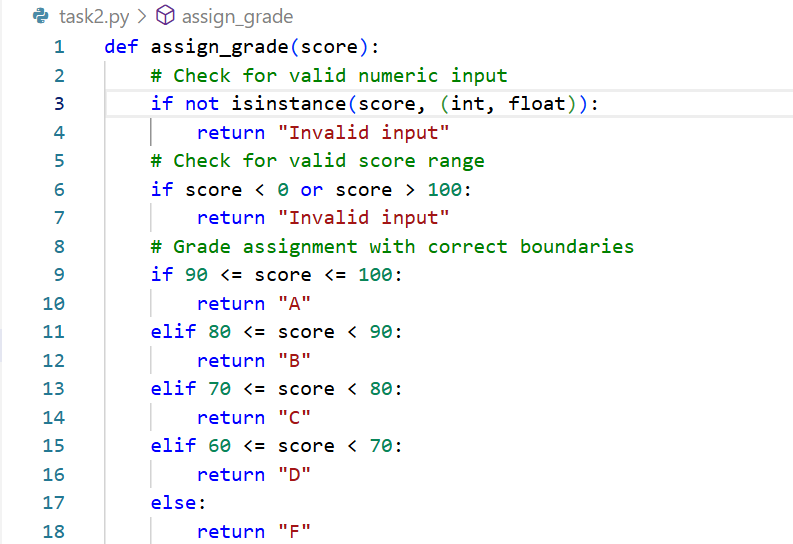 task2.py > assign_grade
1 def assign_grade(score):
2     # Check for valid numeric input
3     if not isinstance(score, (int, float)):
4         return "Invalid input"
5     # Check for valid score range
6     if score < 0 or score > 100:
7         return "Invalid input"
8     # Grade assignment with correct boundaries
9     if 90 <= score <= 100:
10         return "A"
11     elif 80 <= score < 90:
12         return "B"
13     elif 70 <= score < 80:
14         return "C"
15     elif 60 <= score < 70:
16         return "D"
17     else:
18         return "F"